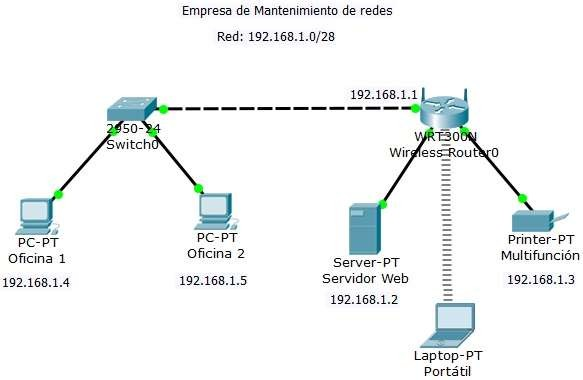 Empresa de Mantenimiento de redes
Red: 192.168.1.0/28
192.168.1.1
2950-24
Switch0
WRT300N
Wireless Router0
PC-PT
Oficina 1
192.168.1.4
PC-PT
Oficina 2
192.168.1.5
Server-PT
Servidor Web
192.168.1.2
Printer-PT
Multifunción
192.168.1.3
Laptop-PT
Portátil